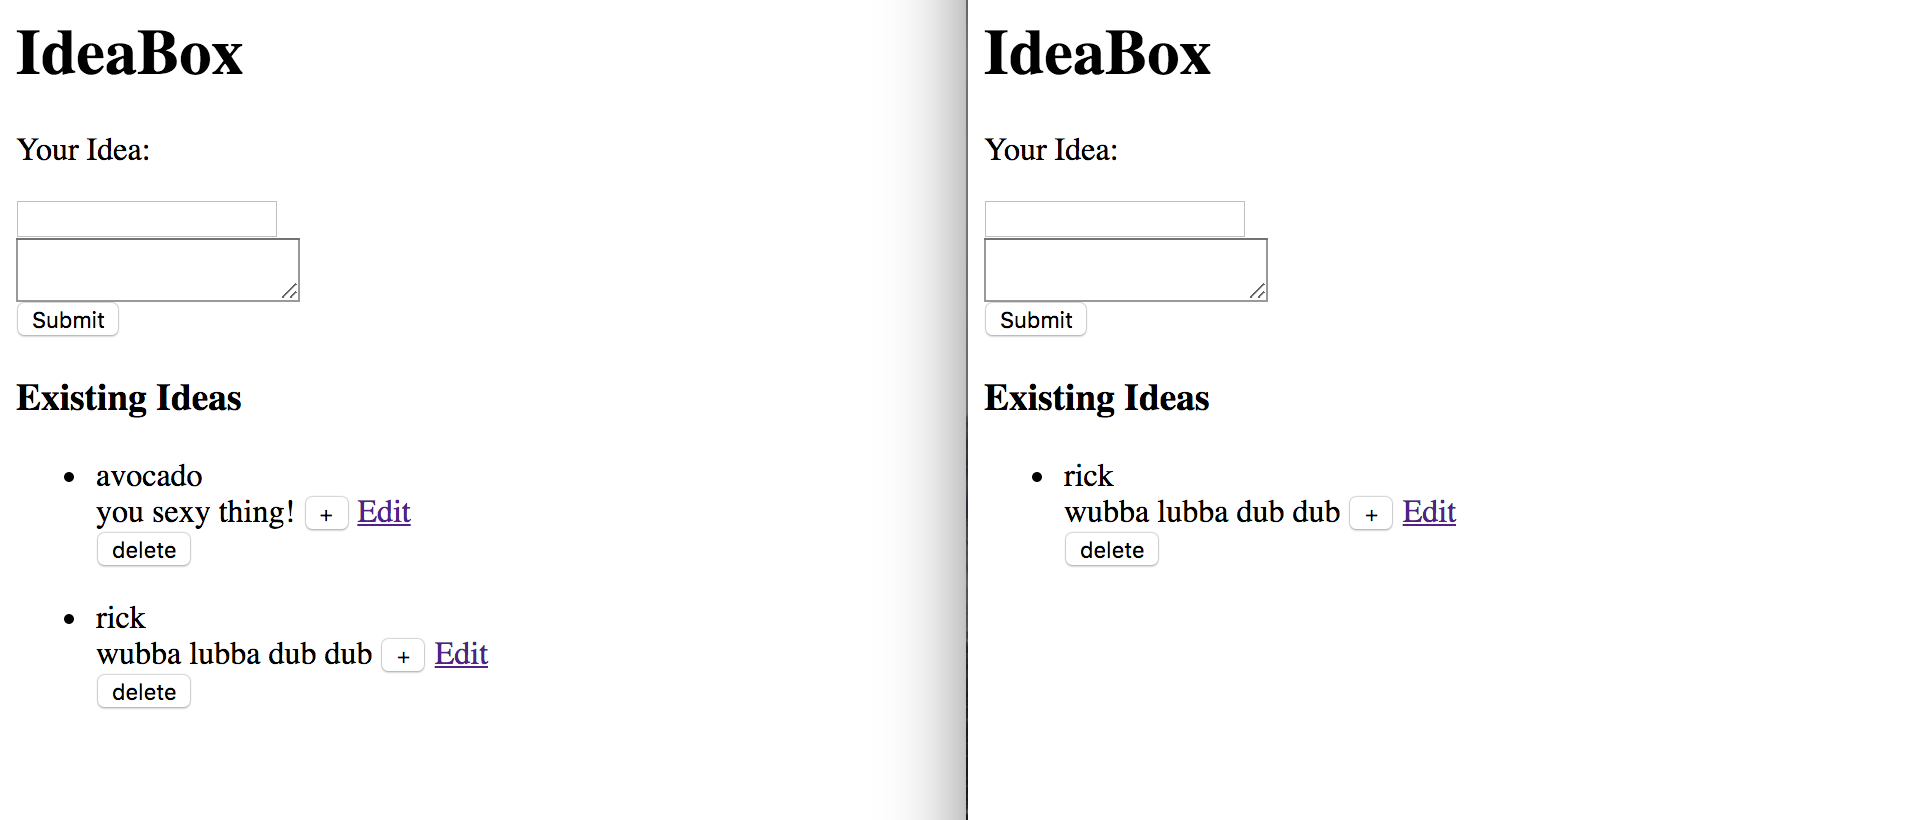 IdeaBox
Your Idea:
Submit
Existing Ideas
avocado
you sexy thing! + Edit
delete
rick
wubba lubba dub dub + Edit
delete
IdeaBox
Your Idea:
Submit
Existing Ideas
rick
wubba lubba dub dub + Edit
delete